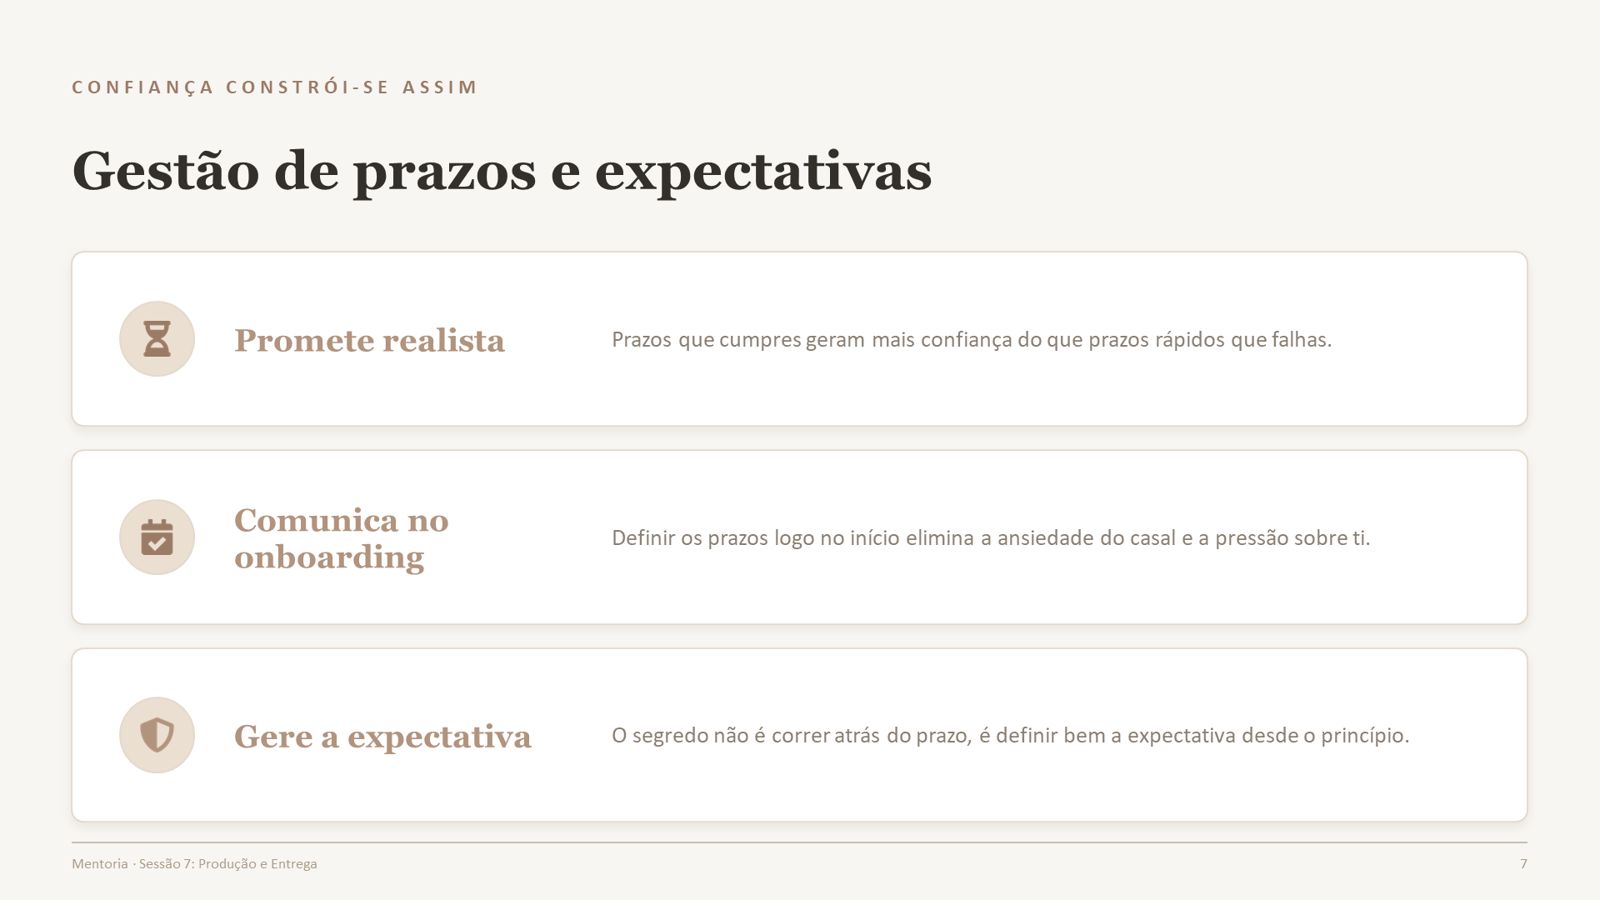 CONFIANÇA CONSTRÓI-SE ASSIM
Gestão de prazos e expectativas
Promete realista
Prazos que cumpres geram mais confiança do que prazos rápidos que falhas.
Comunica no
onboarding
Definir os prazos logo no início elimina a ansiedade do casal e a pressão sobre ti.
Gere a expectativa
O segredo não é correr atrás do prazo, é definir bem a expectativa desde o princípio.
Mentoria · Sessão 7: Produção e Entrega
7